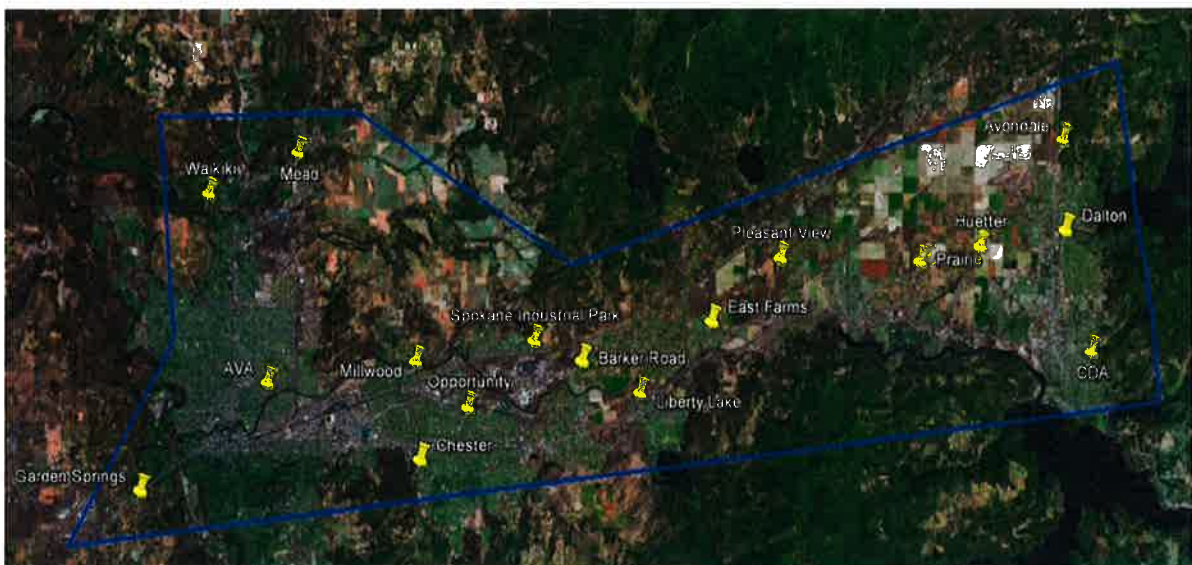 Avondale
Waikiki
Mead
Dalton
Huetter
Pleasant View
Prairie
East Farms
Spokane Industrial Park
Barker Road
Millwood
AVA
Opportunity
CDA
Liberty Lake
Chester
Garden Springs